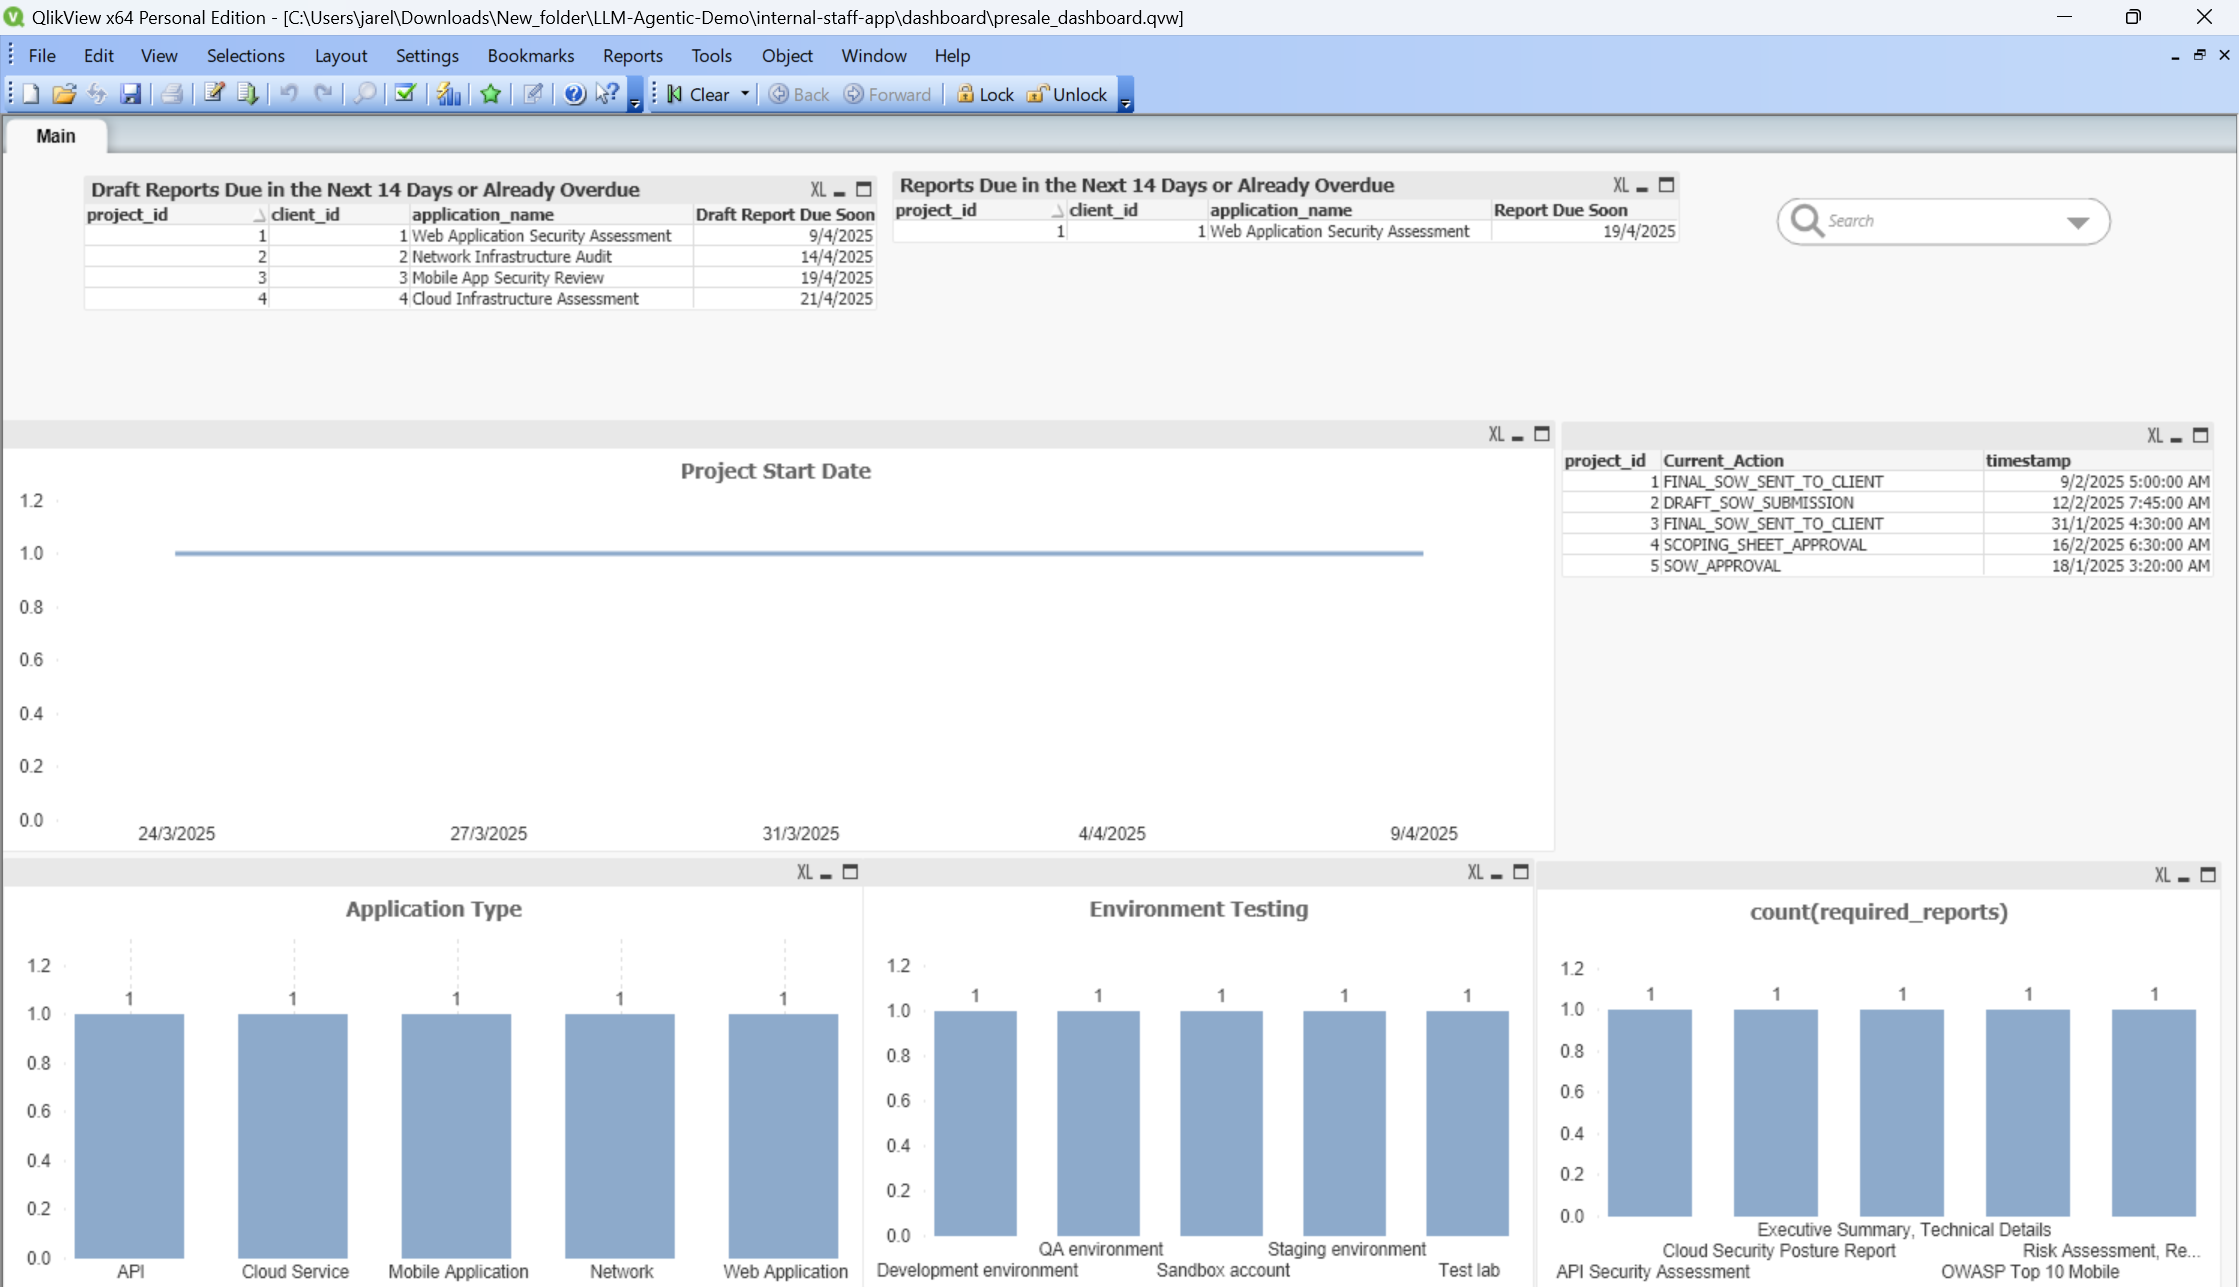 QlikView x64 Personal Edition - [C:\Users\jarel\Downloads\New_folder\LLM-Agentic-Demo\internal-staff-app\dashboard\presale_dashboard.qvw]
File Edit View Selections Layout Settings Bookmarks Reports Tools Object Window Help
Clear Back Forward Lock Unlock
Main
Draft Reports Due in the Next 14 Days or Already Overdue XL
project_id client_id application_name Draft Report Due Soon
1 1 Web Application Security Assessment 9/4/2025
2 2 Network Infrastructure Audit 14/4/2025
3 3 Mobile App Security Review 19/4/2025
4 4 Cloud Infrastructure Assessment 21/4/2025
Reports Due in the Next 14 Days or Already Overdue XL
project_id client_id application_name Report Due Soon
1 1 Web Application Security Assessment 19/4/2025
Search
XL
Project Start Date
1.2
1.0
0.8
0.6
0.4
0.2
0.0
24/3/2025 27/3/2025 31/3/2025 4/4/2025 9/4/2025
XL
project_id Current_Action timestamp
1 FINAL_SOW_SENT_TO_CLIENT 9/2/2025 5:00:00 AM
2 DRAFT_SOW_SUBMISSION 12/2/2025 7:45:00 AM
3 FINAL_SOW_SENT_TO_CLIENT 31/1/2025 4:30:00 AM
4 SCOPING_SHEET_APPROVAL 16/2/2025 6:30:00 AM
5 SOW_APPROVAL 18/1/2025 3:20:00 AM
XL
Application Type
1.2
1 1 1 1 1
1.0
0.8
0.6
0.4
0.2
0.0
API Cloud Service Mobile Application Network Web Application
XL
Environment Testing
1.2
1 1 1 1 1
1.0
0.8
0.6
0.4
0.2
0.0
QA environment Staging environment
Development environment Sandbox account Test lab
XL
count(required_reports)
1.2
1 1 1 1 1
1.0
0.8
0.6
0.4
0.2
0.0
Executive Summary, Technical Details
Cloud Security Posture Report Risk Assessment, Re...
API Security Assessment OWASP Top 10 Mobile